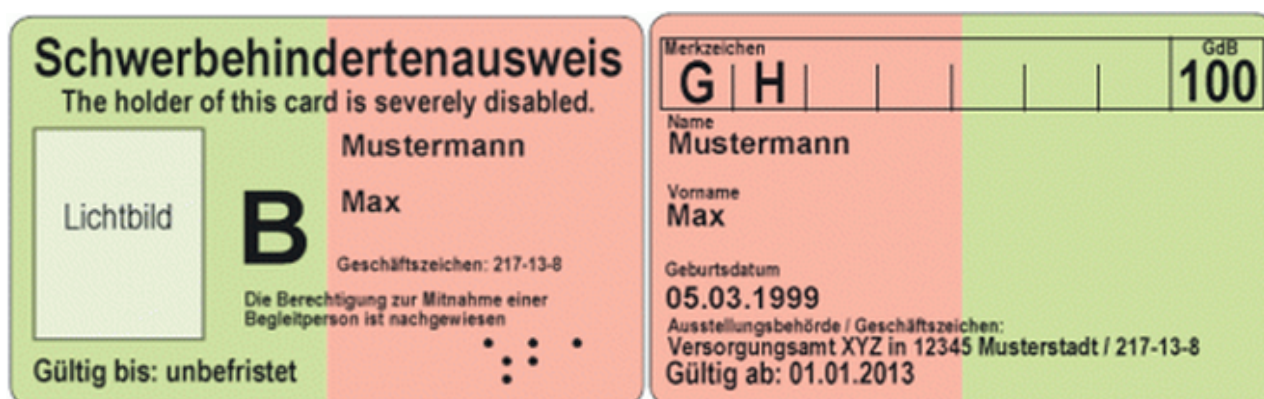 Schwerbehindertenausweis
The holder of this card is severely disabled.
Lichtbild
B
Mustermann
Max
Geschäftszeichen: 217-13-8
Die Berechtigung zur Mitnahme einer
Begleitperson ist nachgewiesen
Gültig bis: unbefristet
Merkzeichen GdB
G H 100
Name
Mustermann
Vorname
Max
Geburtsdatum
05.03.1999
Ausstellungsbehörde / Geschäftszeichen:
Versorgungsamt XYZ in 12345 Musterstadt / 217-13-8
Gültig ab: 01.01.2013